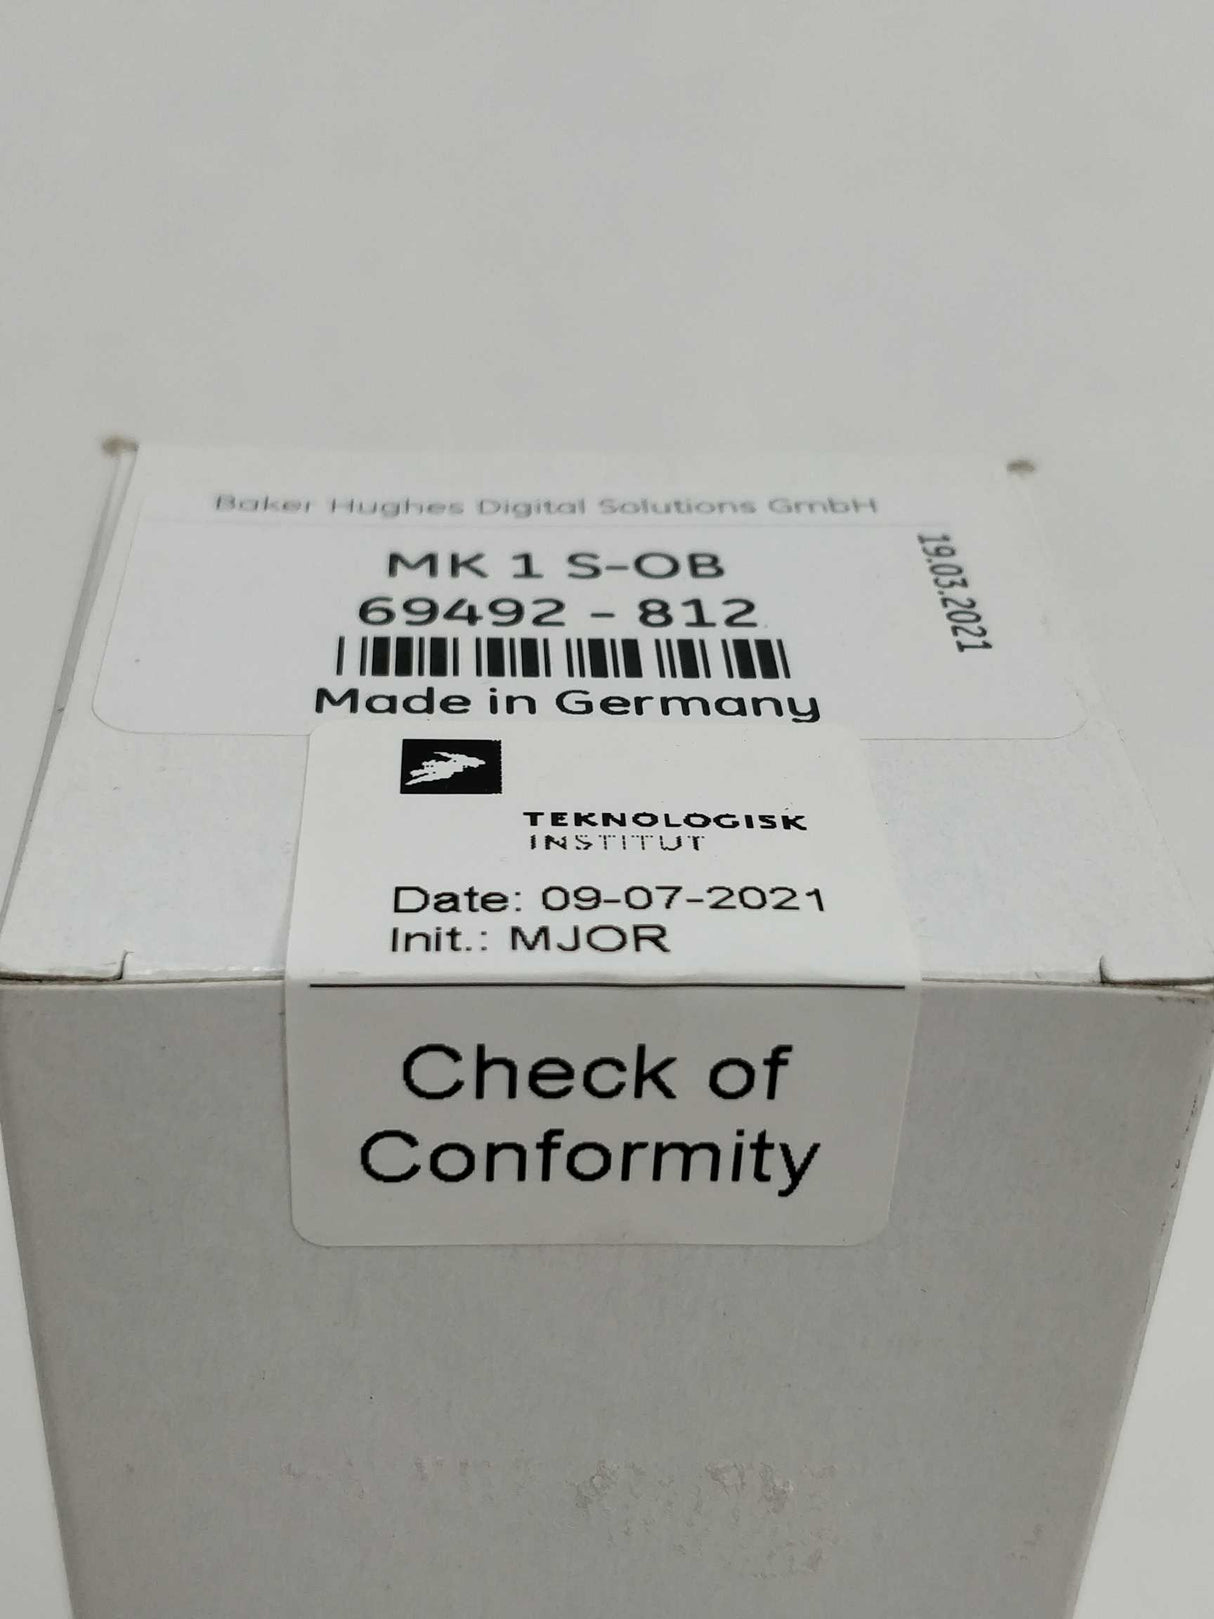 Baker Hughes Digital Solutions GmbH
MK 1 S-OB
69492 - 812
19.03.2021
Made in Germany
TEKNOLOGISK
INSTITUT
Date: 09-07-2021
Init.: MJOR
Check of
Conformity